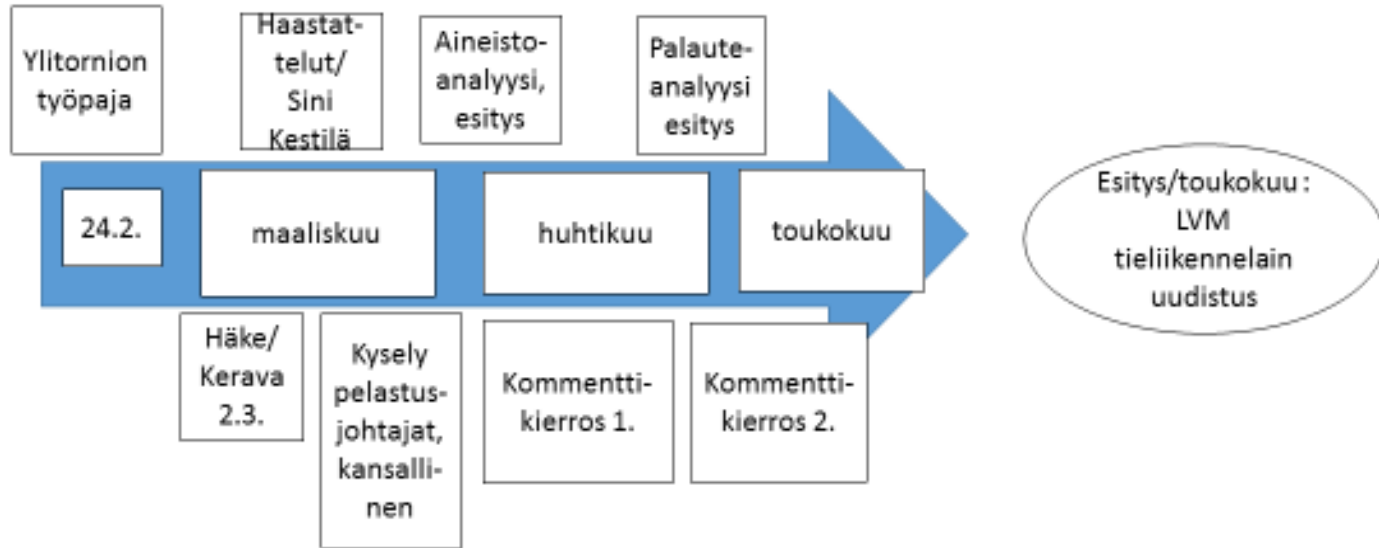 Ylitornion
työpaja
Haastat-
telut/
Sini
Kestilä
Aineisto-
analyysi,
esitys
Palaute-
analyysi
esitys
24.2.
maaliskuu
huhtikuu
toukokuu
Esitys/toukokuu :
LVM
tieliikennelain
uudistus
Häke/
Kerava
2.3.
Kysely
pelastus-
johtajat,
kansalli-
nen
Kommentti-
kierros 1.
Kommentti-
kierros 2.